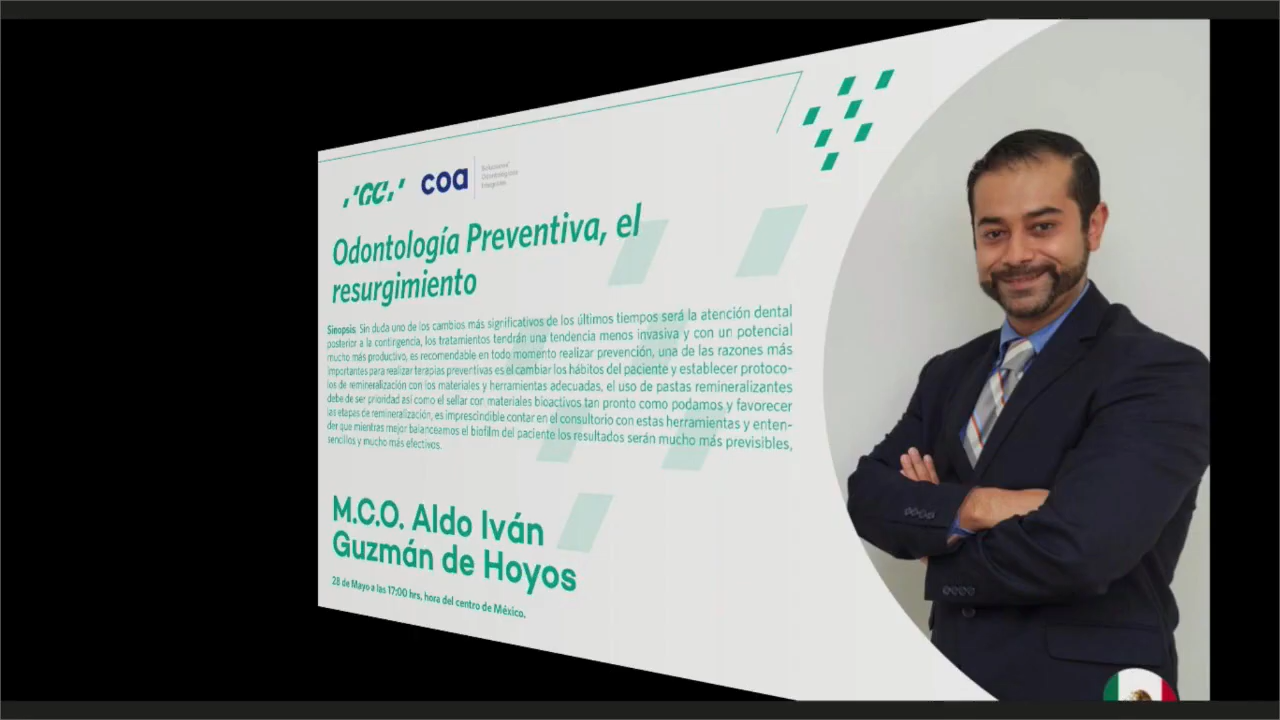 GC
coa
Soluciones
Odontológicas
Integrales
Odontología Preventiva, el
resurgimiento
Sinopsis Sin duda uno de los cambios más significativos de los últimos tiempos será la atención dental
posterior a la contingencia, los tratamientos tendrán una tendencia menos invasiva y con un potencial
mucho más productivo, es recomendable en todo momento realizar prevención, una de las razones más
importantes para realizar terapias preventivas es el cambiar los hábitos del paciente y establecer protoco-
los de remineralización con los materiales y herramientas adecuadas, el uso de pastas remineralizantes
debe de ser prioridad así como el sellar con materiales bioactivos tan pronto como podamos y favorecer
las etapas de remineralización, es imprescindible contar en el consultorio con estas herramientas y enten-
der que mientras mejor balanceamos el biofilm del paciente los resultados serán mucho más previsibles,
sencillos y mucho más efectivos.
M.C.O. Aldo Iván
Guzmán de Hoyos
28 de Mayo a las 17:00 hrs, hora del centro de México.